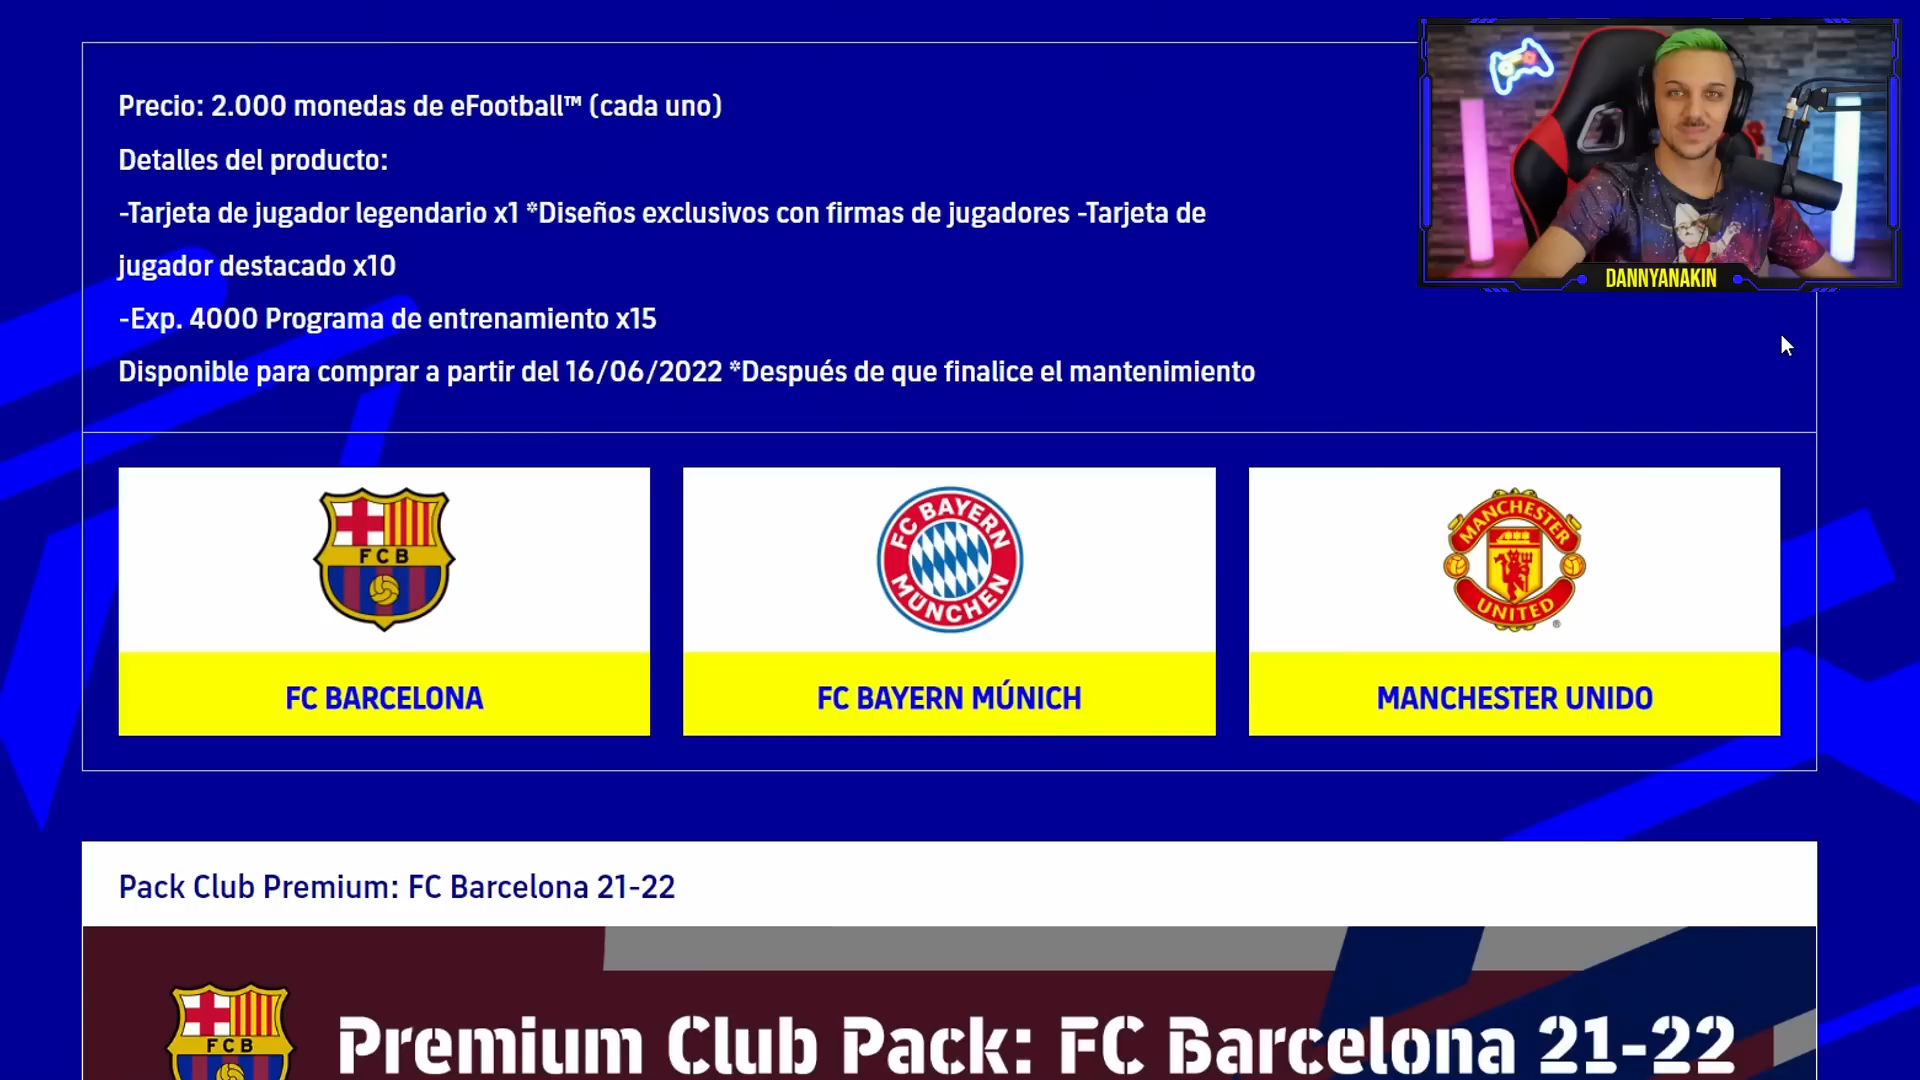 Precio: 2.000 monedas de eFootball™ (cada uno)
Detalles del producto:
-Tarjeta de jugador legendario x1 *Diseños exclusivos con firmas de jugadores -Tarjeta de
jugador destacado x10
-Exp. 4000 Programa de entrenamiento x15
Disponible para comprar a partir del 16/06/2022 *Después de que finalice el mantenimiento
DANNYANAKIN
FCB
FC BAYERN
MÜNCHEN
MANCHESTER
UNITED
®
FC BARCELONA
FC BAYERN MÚNICH
MANCHESTER UNIDO
Pack Club Premium: FC Barcelona 21-22
FCB
Premium Club Pack: FC Barcelona 21-22